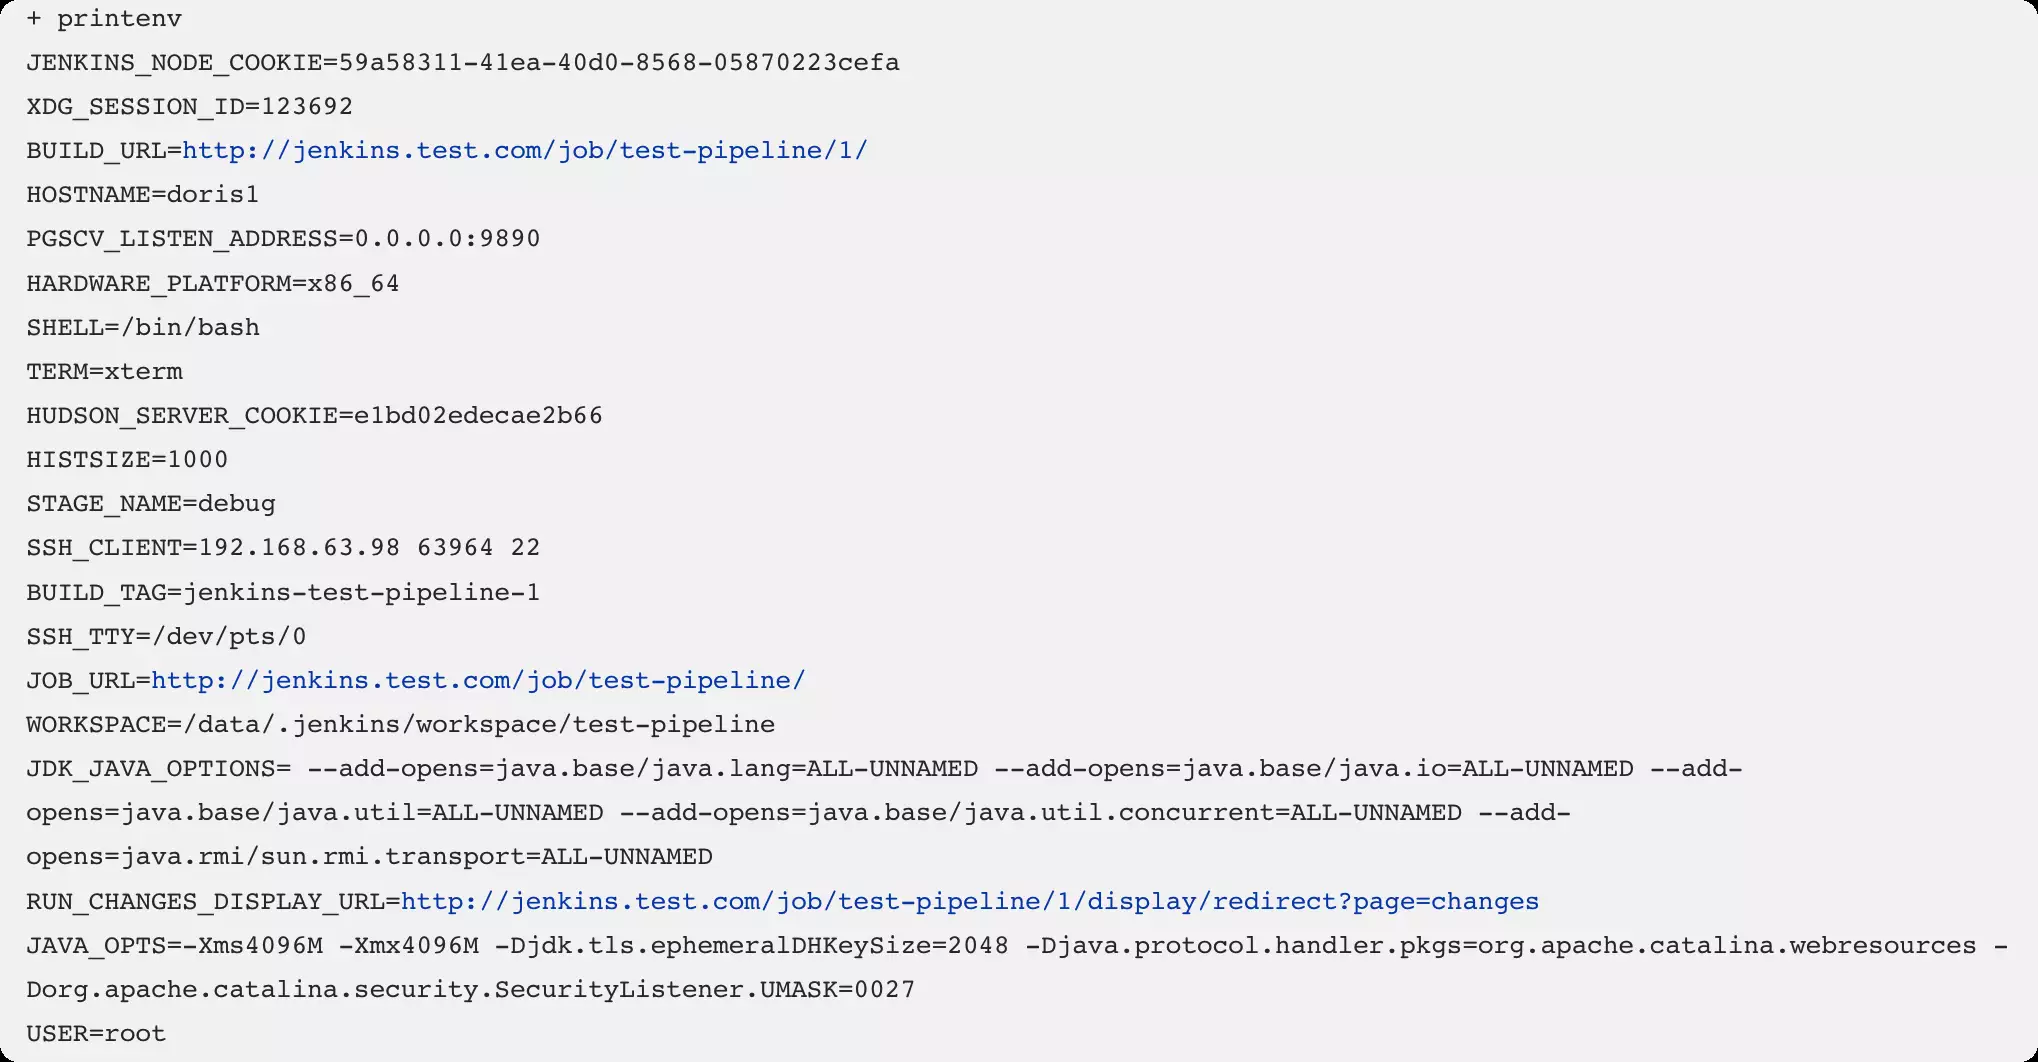 + printenv
JENKINS_NODE_COOKIE=59a58311-41ea-40d0-8568-05870223cefa
XDG_SESSION_ID=123692
BUILD_URL=http://jenkins.test.com/job/test-pipeline/1/
HOSTNAME=doris1
PGSCV_LISTEN_ADDRESS=0.0.0.0:9890
HARDWARE_PLATFORM=x86_64
SHELL=/bin/bash
TERM=xterm
HUDSON_SERVER_COOKIE=e1bd02edecae2b66
HISTSIZE=1000
STAGE_NAME=debug
SSH_CLIENT=192.168.63.98 63964 22
BUILD_TAG=jenkins-test-pipeline-1
SSH_TTY=/dev/pts/0
JOB_URL=http://jenkins.test.com/job/test-pipeline/
WORKSPACE=/data/.jenkins/workspace/test-pipeline
JDK_JAVA_OPTIONS= --add-opens=java.base/java.lang=ALL-UNNAMED --add-opens=java.base/java.io=ALL-UNNAMED --add-
opens=java.base/java.util=ALL-UNNAMED --add-opens=java.base/java.util.concurrent=ALL-UNNAMED --add-
opens=java.rmi/sun.rmi.transport=ALL-UNNAMED
RUN_CHANGES_DISPLAY_URL=http://jenkins.test.com/job/test-pipeline/1/display/redirect?page=changes
JAVA_OPTS=-Xms4096M -Xmx4096M -Djdk.tls.ephemeralDHKeySize=2048 -Djava.protocol.handler.pkgs=org.apache.catalina.webresources -
Dorg.apache.catalina.security.SecurityListener.UMASK=0027
USER=root